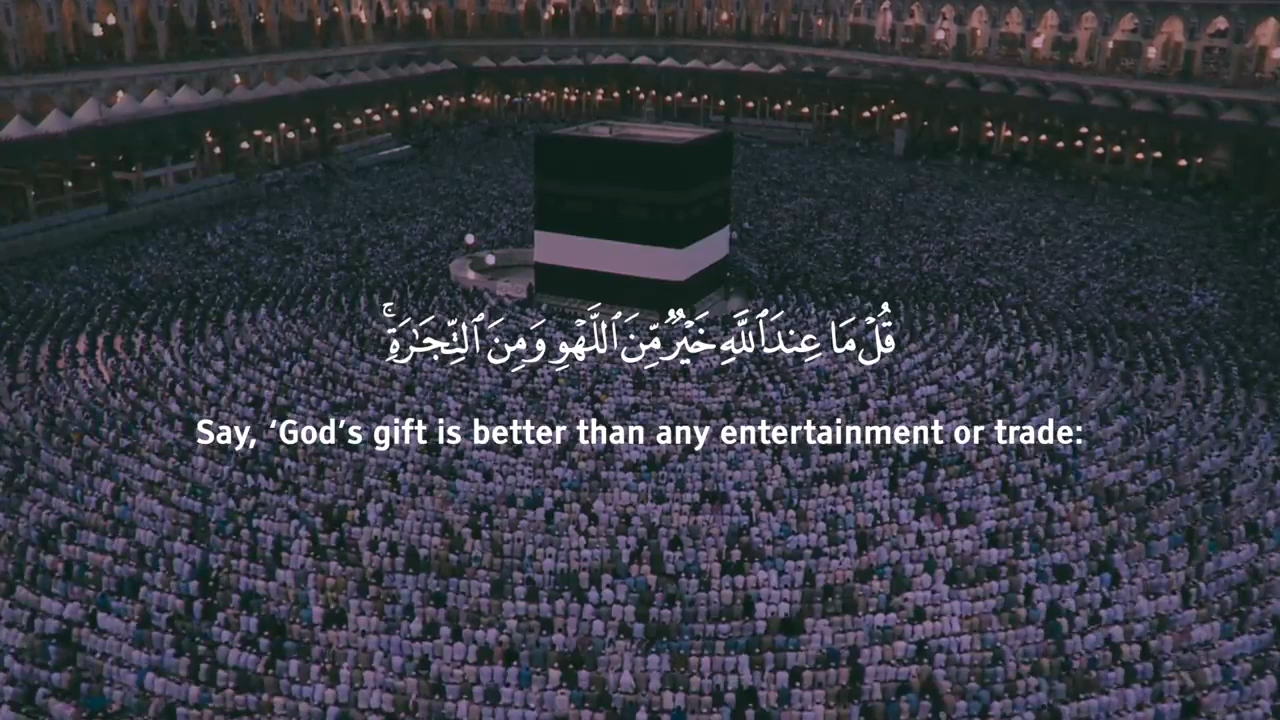 قُلْ مَا عِندَ ٱللَّهِ خَيْرٌۭ مِّنَ ٱللَّهْوِ وَمِنَ ٱلتِّجَـٰرَةِ ۚ
Say, ‘God’s gift is better than any entertainment or trade: